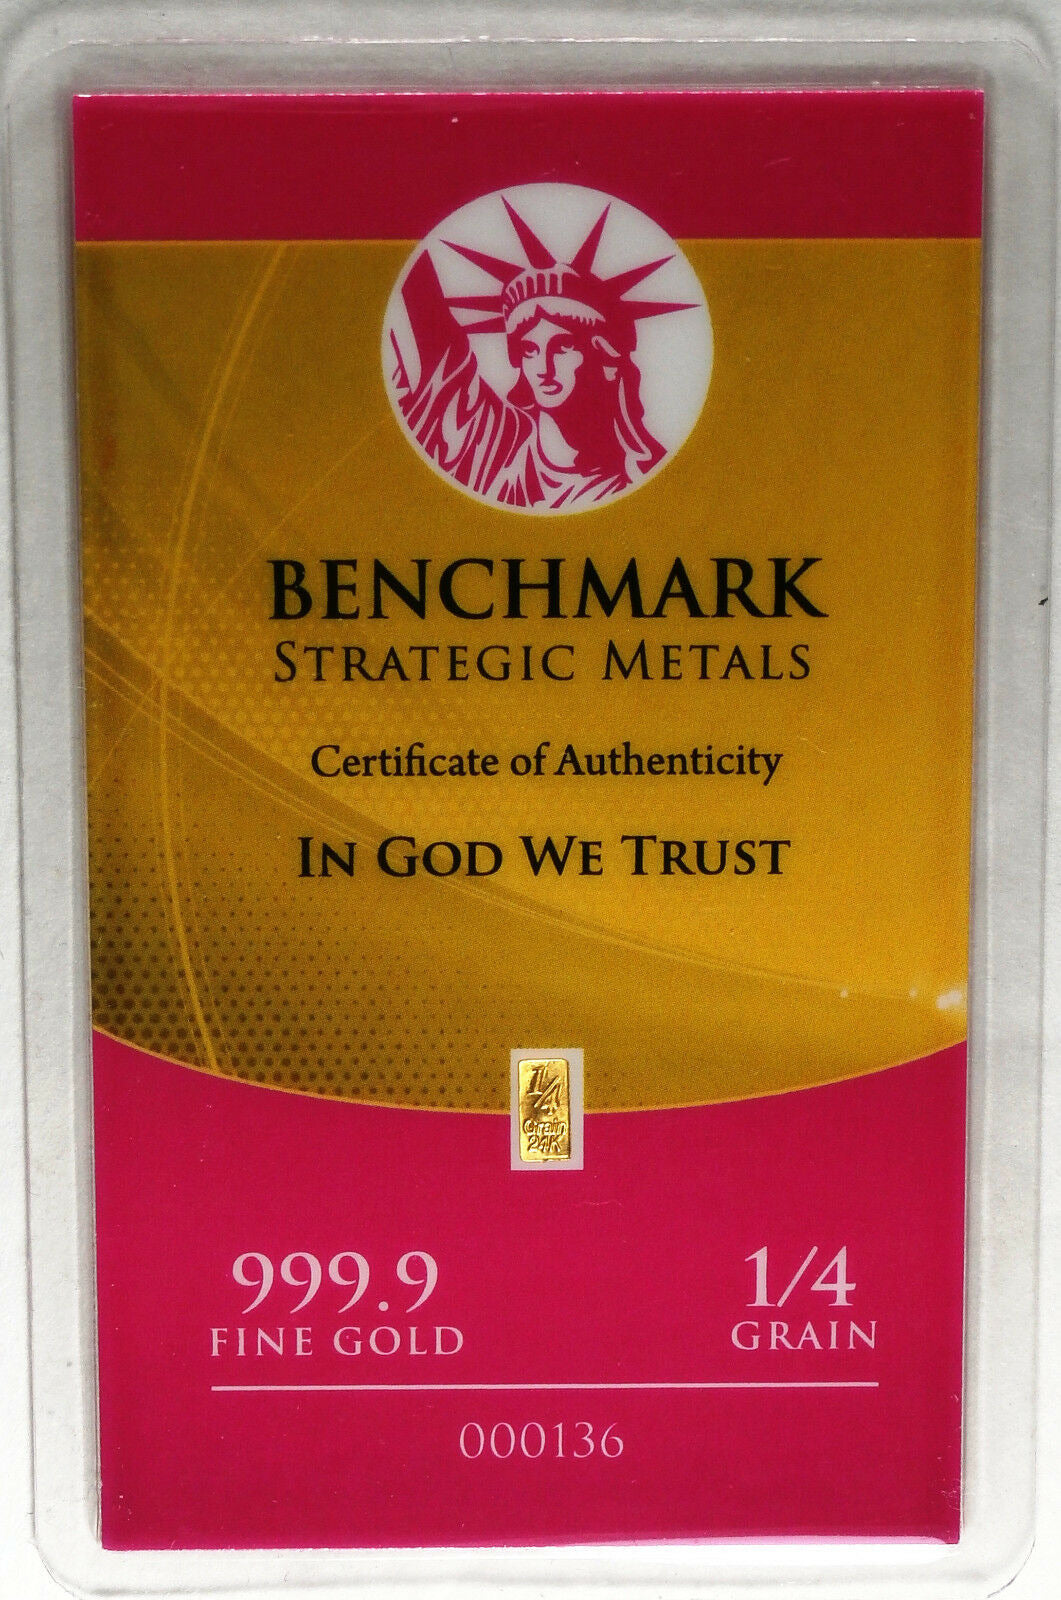 BENCHMARK
STRATEGIC METALS
Certificate of Authenticity
IN GOD WE TRUST
1/4
Grain
24K
999.9
FINE GOLD
1/4
GRAIN
000136